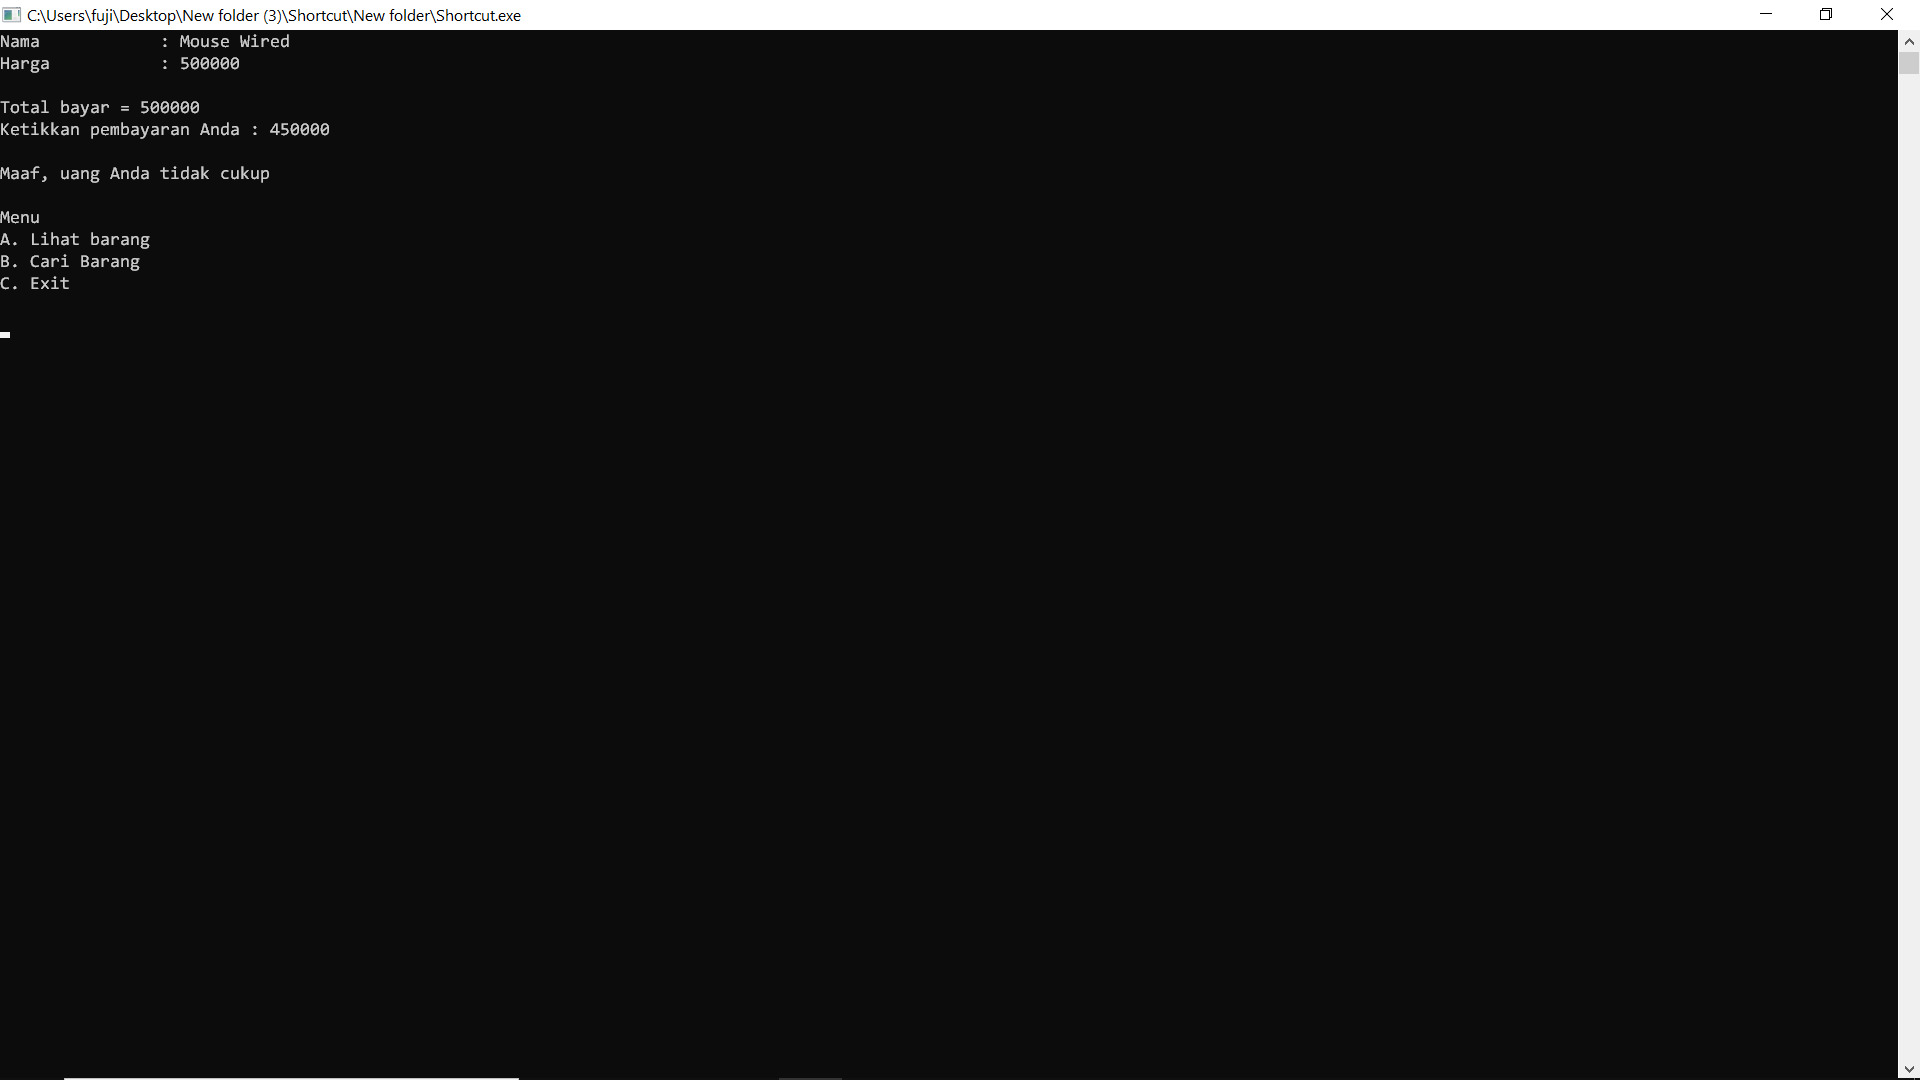 C:\Users\fuji\Desktop\New folder (3)\Shortcut\New folder\Shortcut.exe
Nama            : Mouse Wired
Harga           : 500000
Total bayar = 500000
Ketikkan pembayaran Anda : 450000
Maaf, uang Anda tidak cukup
Menu
A. Lihat barang
B. Cari Barang
C. Exit